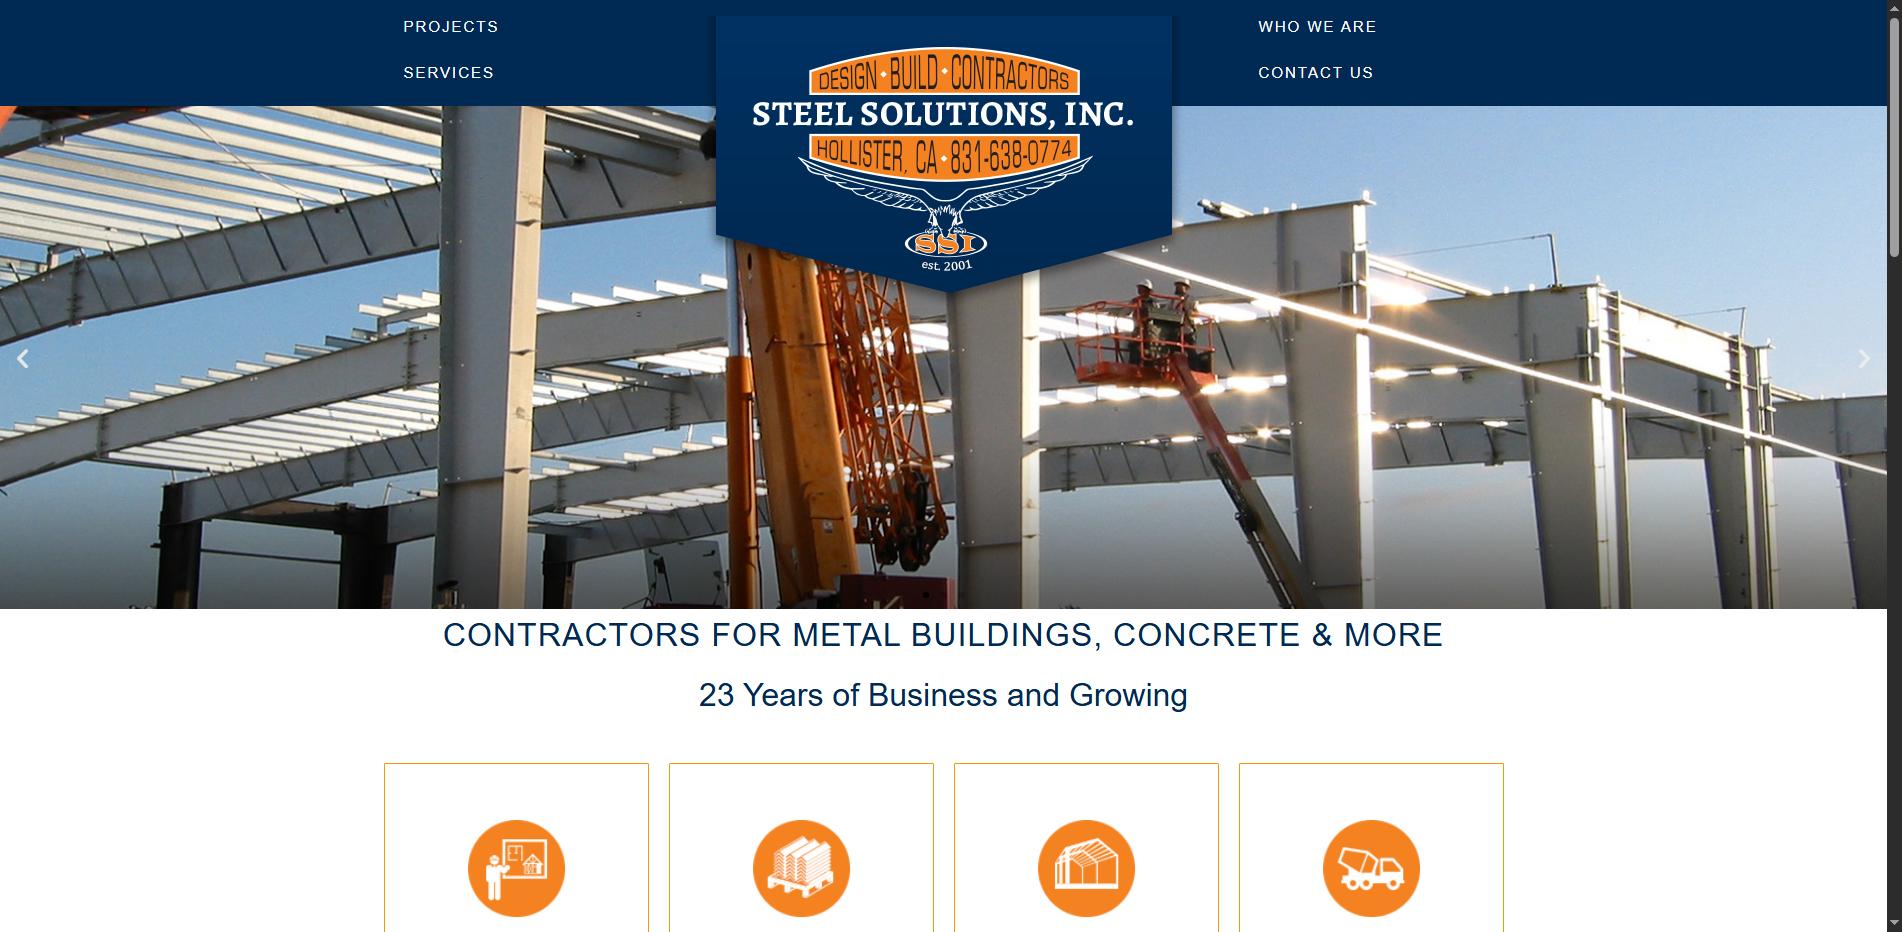 PROJECTS
SERVICES
DESIGN · BUILD · CONTRACTORS
STEEL SOLUTIONS, INC.
HOLLISTER, CA · 831-638-0774
SSI
est. 2001
WHO WE ARE
CONTACT US
CONTRACTORS FOR METAL BUILDINGS, CONCRETE & MORE
23 Years of Business and Growing